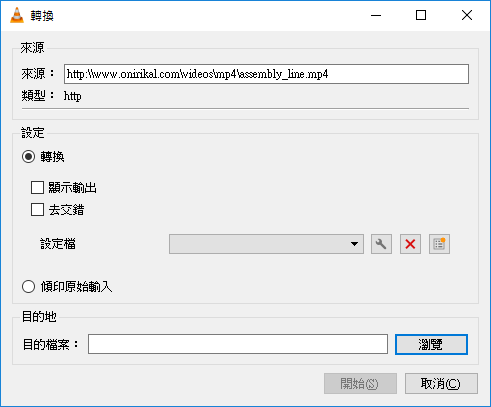 轉換
來源
來源：http:\\www.onirikal.com\videos\mp4\assembly_line.mp4
類型：http
設定
轉換
顯示輸出
去交錯
設定檔
傾印原始輸入
目的地
目的檔案：瀏覽
開始(S) 取消(C)